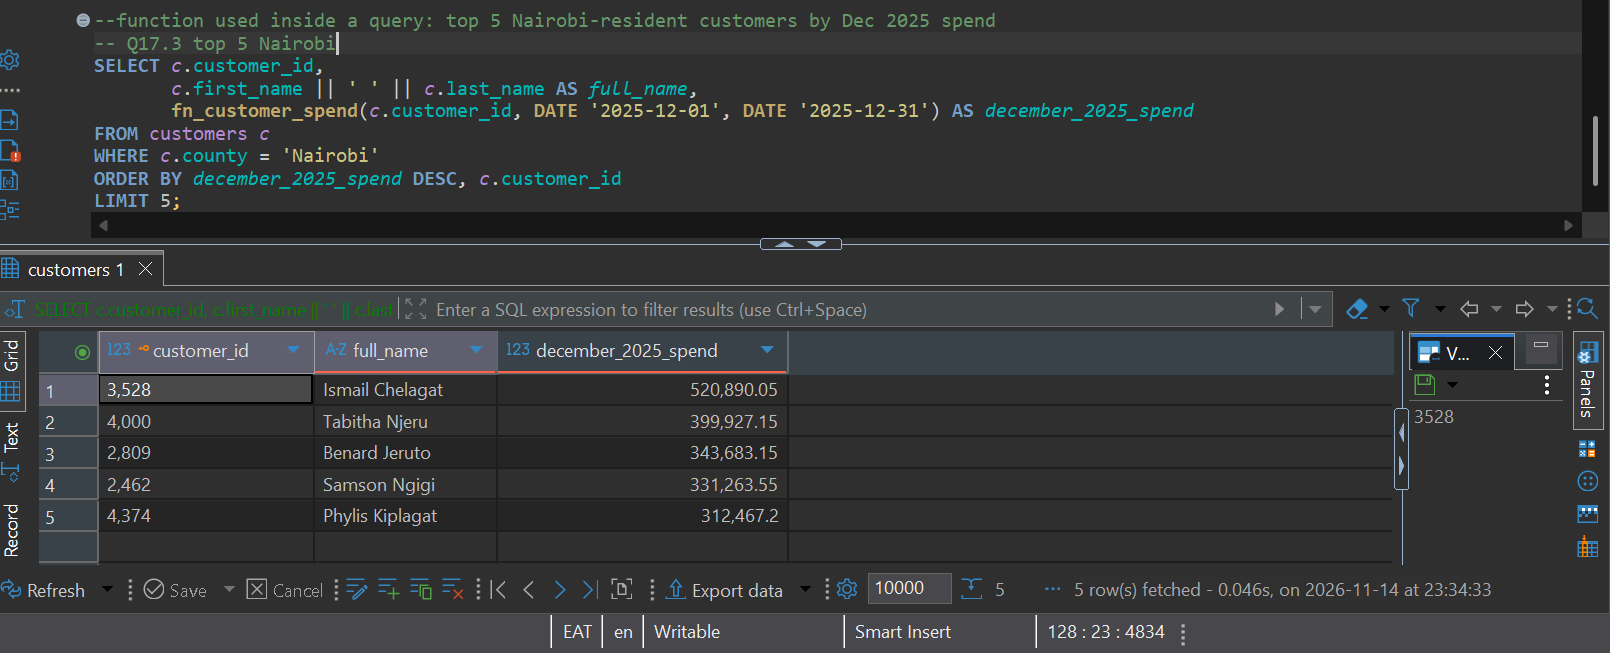 --function used inside a query: top 5 Nairobi-resident customers by Dec 2025 spend
-- Q17.3 top 5 Nairobi
SELECT c.customer_id,
c.first_name || ' ' || c.last_name AS full_name,
fn_customer_spend(c.customer_id, DATE '2025-12-01', DATE '2025-12-31') AS december_2025_spend
FROM customers c
WHERE c.county = 'Nairobi'
ORDER BY december_2025_spend DESC, c.customer_id
LIMIT 5;
customers 1
SELECT c.customer_id, c.first_name || ' ' || c.last
Enter a SQL expression to filter results (use Ctrl+Space)
Grid
Text
Record
123 customer_id
A-Z full_name
123 december_2025_spend
1 3,528 Ismail Chelagat 520,890.05
2 4,000 Tabitha Njeru 399,927.15
3 2,809 Benard Jeruto 343,683.15
4 2,462 Samson Ngigi 331,263.55
5 4,374 Phylis Kiplagat 312,467.2
V...
3528
Panels
Refresh
Save
Cancel
Export data
10000
5
5 row(s) fetched - 0.046s, on 2026-11-14 at 23:34:33
EAT
en
Writable
Smart Insert
128 : 23 : 4834